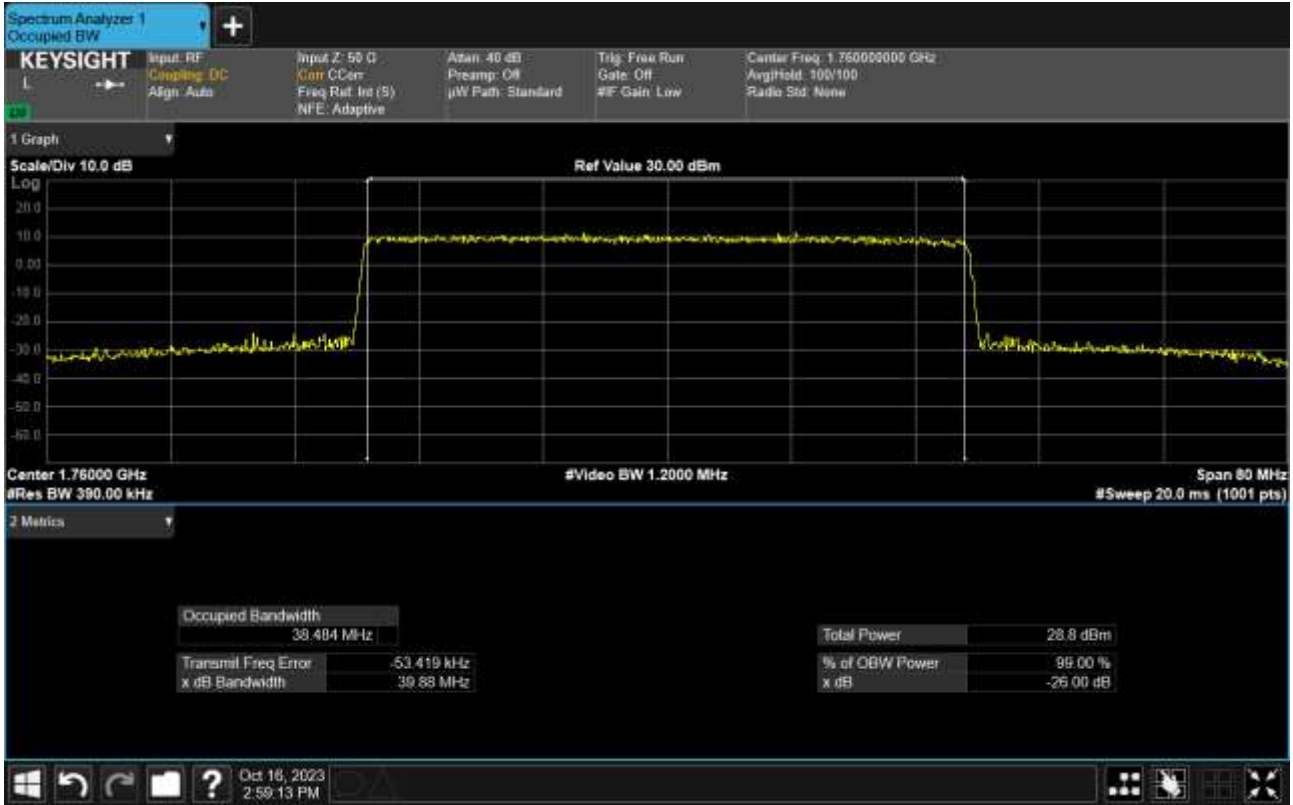 Spectrum Analyzer 1
Occupied BW
KEYSIGHT
L
Input: RF
Coupling: DC
Align: Auto
Input Z: 50 Ω
Corr CCorr
Freq Ref: Int (S)
NFE: Adaptive
Atten: 40 dB
Preamp: Off
µW Path: Standard
Trig: Free Run
Gate: Off
#IF Gain: Low
Center Freq: 1.760000000 GHz
Avg|Hold: 100/100
Radio Std: None
1 Graph
Scale/Div 10.0 dB
Ref Value 30.00 dBm
Log
20.0
10.0
0.00
-10.0
-20.0
-30.0
-40.0
-50.0
-60.0
Center 1.76000 GHz
#Video BW 1.2000 MHz
Span 80 MHz
#Res BW 390.00 kHz
#Sweep 20.0 ms (1001 pts)
2 Metrics
Occupied Bandwidth
38.484 MHz
Total Power 28.8 dBm
Transmit Freq Error -53.419 kHz
% of OBW Power 99.00 %
x dB Bandwidth 39.88 MHz
x dB -26.00 dB
?
Oct 16, 2023
2:59:13 PM